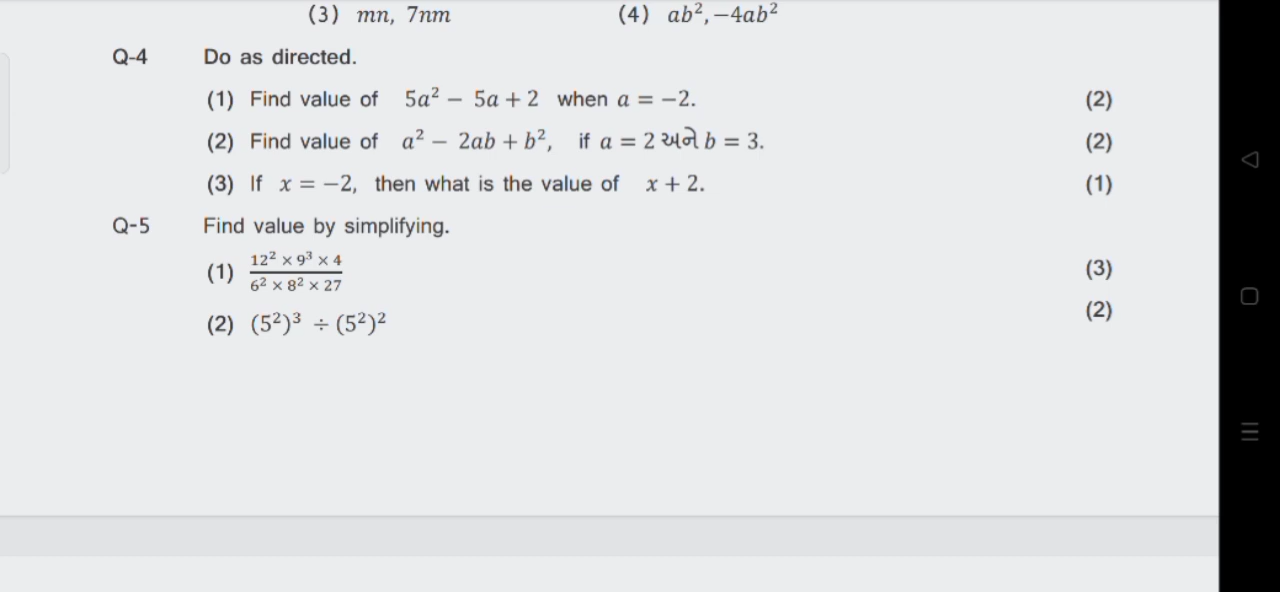 (3) mn, 7nm (4) ab², −4ab²
Q-4 Do as directed.
(1) Find value of 5a² − 5a + 2 when a = −2. (2)
(2) Find value of a² − 2ab + b², if a = 2 અને b = 3. (2)
(3) If x = −2, then what is the value of x + 2. (1)
Q-5 Find value by simplifying.
(1) (12² × 9³ × 4)/(6² × 8² × 27) (3)
(2) (5²)³ ÷ (5²)² (2)